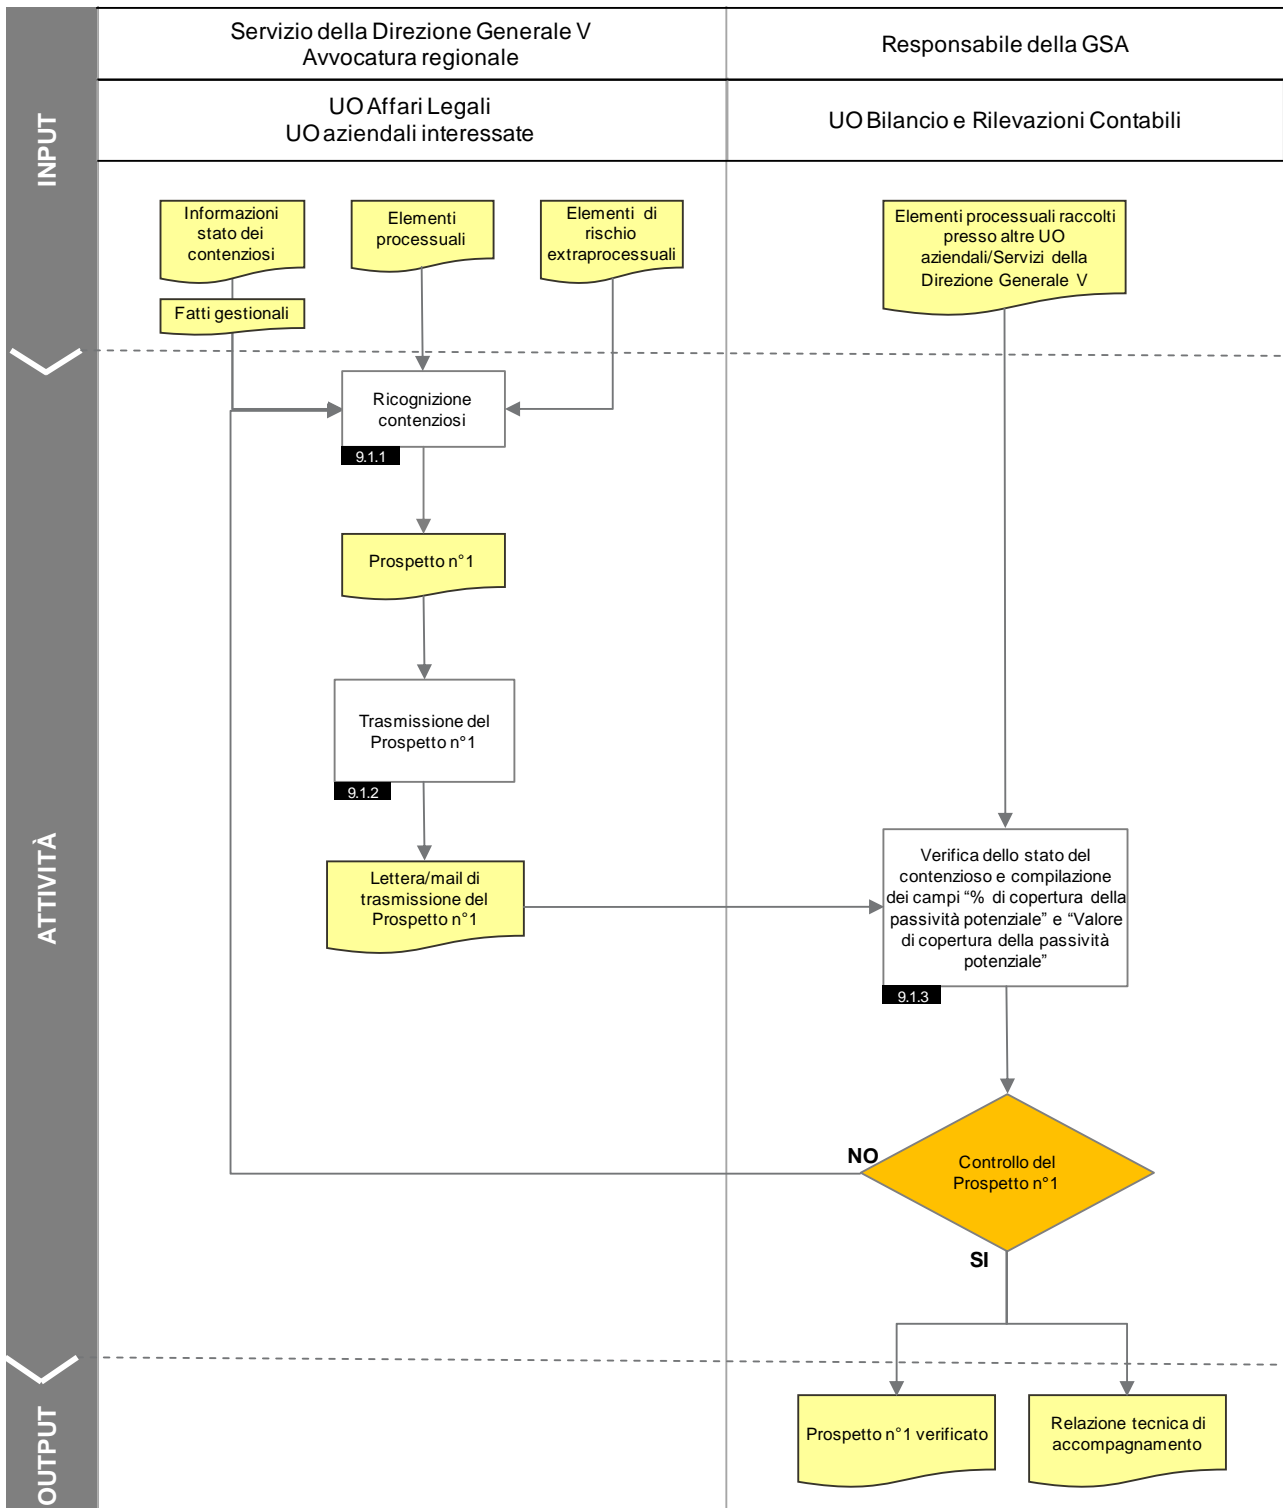 Servizio della Direzione Generale V
Avvocatura regionale
Responsabile della GSA
UO Affari Legali
UO aziendali interessate
UO Bilancio e Rilevazioni Contabili
INPUT
Informazioni
stato dei
contenziosi
Fatti gestionali
Elementi
processuali
Elementi di
rischio
extraprocessuali
Elementi processuali raccolti
presso altre UO
aziendali/Servizi della
Direzione Generale V
ATTIVITÀ
Ricognizione
contenziosi
9.1.1
Prospetto n°1
Trasmissione del
Prospetto n°1
9.1.2
Lettera/mail di
trasmissione del
Prospetto n°1
Verifica dello stato del
contenzioso e compilazione
dei campi “% di copertura della
passività potenziale” e “Valore
di copertura della passività
potenziale”
9.1.3
NO
Controllo del
Prospetto n°1
SI
OUTPUT
Prospetto n°1 verificato
Relazione tecnica di
accompagnamento